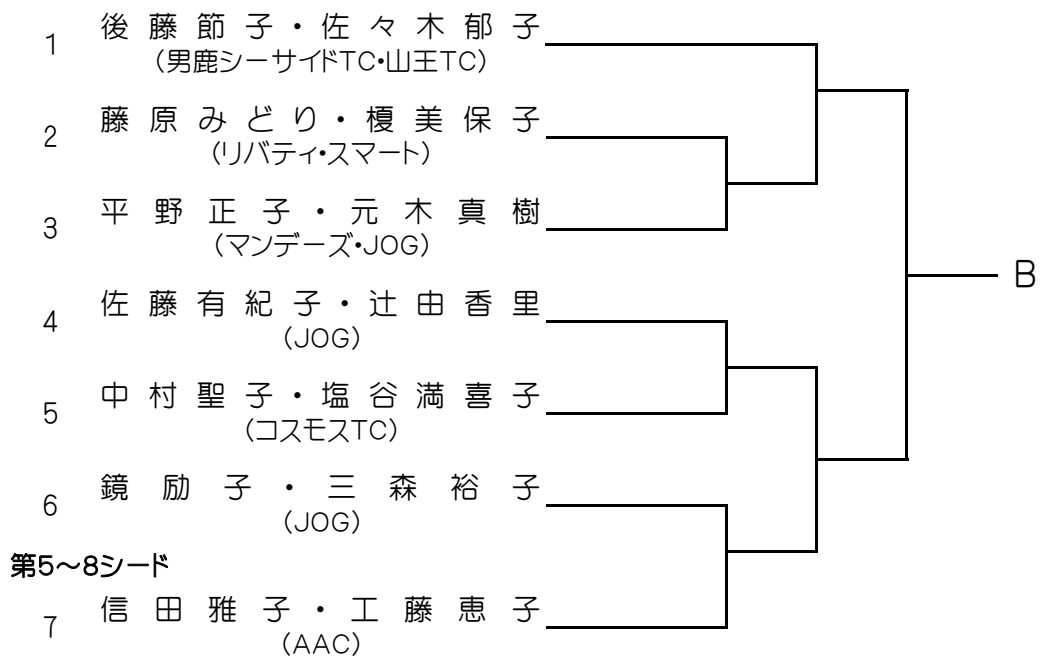 1 後藤節子・佐々木郁子
(男鹿シーサイドTC・山王TC)
2 藤原みどり・榎美保子
(リバティ・スマート)
3 平野正子・元木真樹
(マンデーズ・JOG)
B
4 佐藤有紀子・辻由香里
(JOG)
5 中村聖子・塩谷満喜子
(コスモスTC)
6 鏡励子・三森裕子
(JOG)
第5～8シード
7 信田雅子・工藤恵子
(AAC)